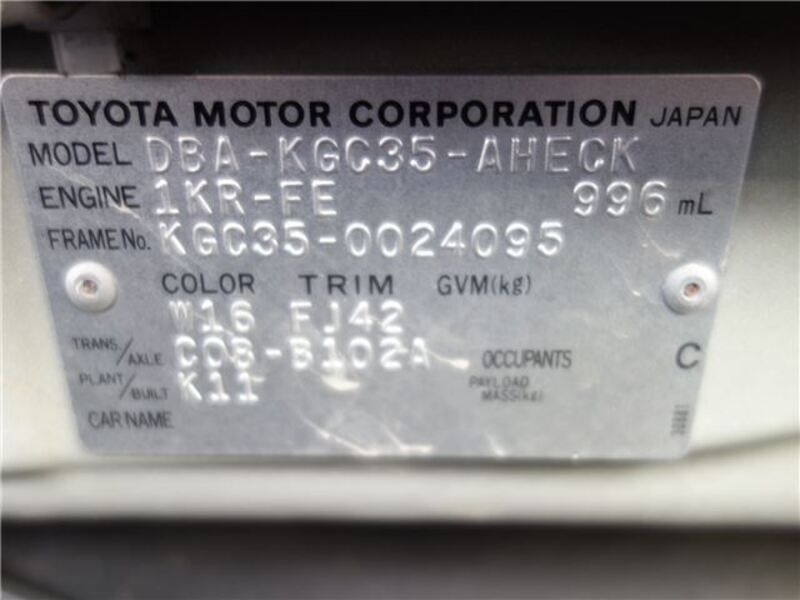 TOYOTA MOTOR CORPORATION JAPAN
MODEL DBA-KGC35-AHECK
ENGINE 1KR-FE 996 mL
FRAME No. KGC35-0024095
COLOR TRIM GVM(kg)
W16 FJ42
TRANS./AXLE C0B-B102A OCCUPANTS C
PLANT/BUILT K11 PAYLOAD MASS(kg)
CAR NAME